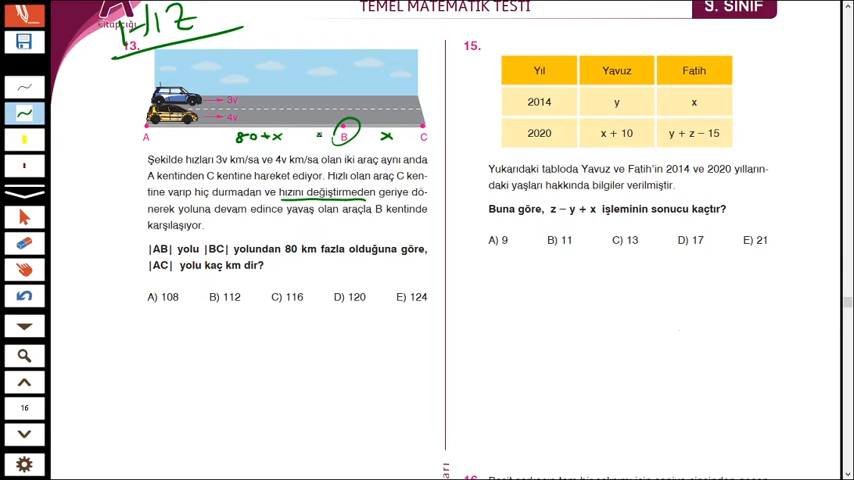 TEMEL MATEMATİK TESTİ
9. SINIF
A
kitapçığı
HIZ
13.
3v
4v
A
80+x
=
B
x
C
Şekilde hızları 3v km/sa ve 4v km/sa olan iki araç aynı anda
A kentinden C kentine hareket ediyor. Hızlı olan araç C ken-
tine varıp hiç durmadan ve hızını değiştirmeden geriye dö-
nerek yoluna devam edince yavaş olan araçla B kentinde
karşılaşıyor.
|AB| yolu |BC| yolundan 80 km fazla olduğuna göre,
|AC| yolu kaç km dir?
A) 108 B) 112 C) 116 D) 120 E) 124
15.
Yıl Yavuz Fatih
2014 y x
2020 x + 10 y + z – 15
Yukarıdaki tabloda Yavuz ve Fatih'in 2014 ve 2020 yılların-
daki yaşları hakkında bilgiler verilmiştir.
Buna göre, z – y + x işleminin sonucu kaçtır?
A) 9 B) 11 C) 13 D) 17 E) 21
16